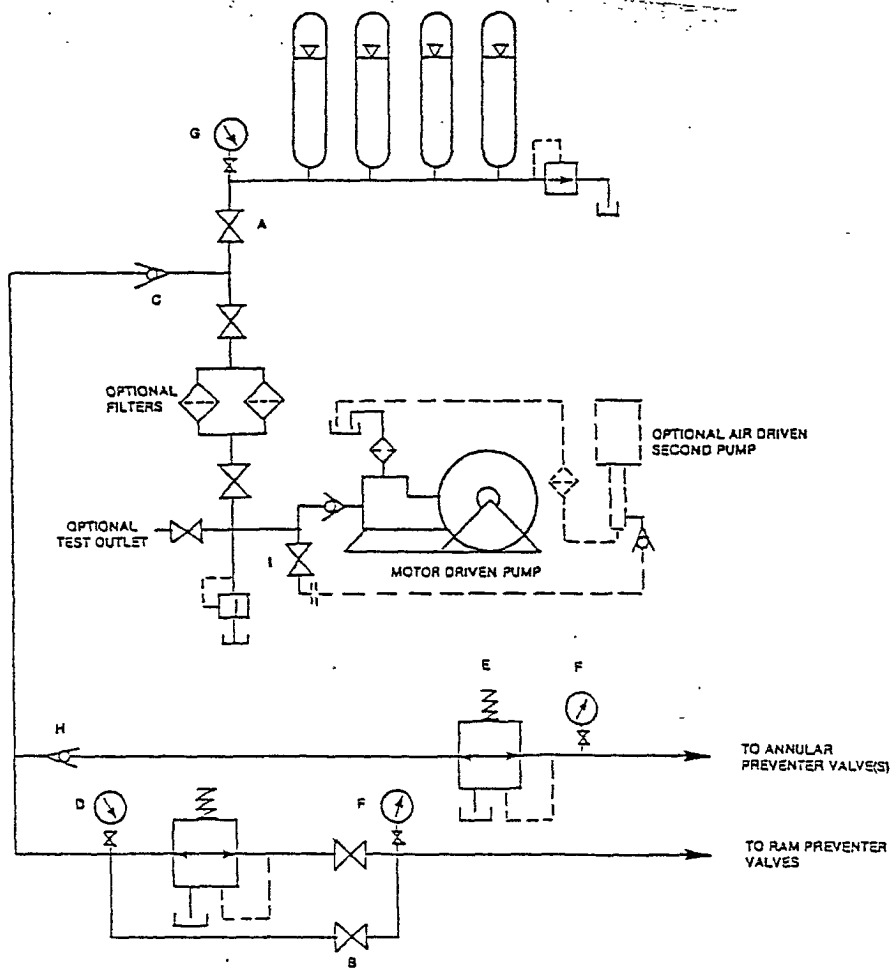 G
A
C
OPTIONAL
FILTERS
OPTIONAL AIR DRIVEN
SECOND PUMP
OPTIONAL
TEST OUTLET
I
MOTOR DRIVEN PUMP
E
F
H
TO ANNULAR
PREVENTER VALVE(S)
D
F
TO RAM PREVENTER
VALVES
B